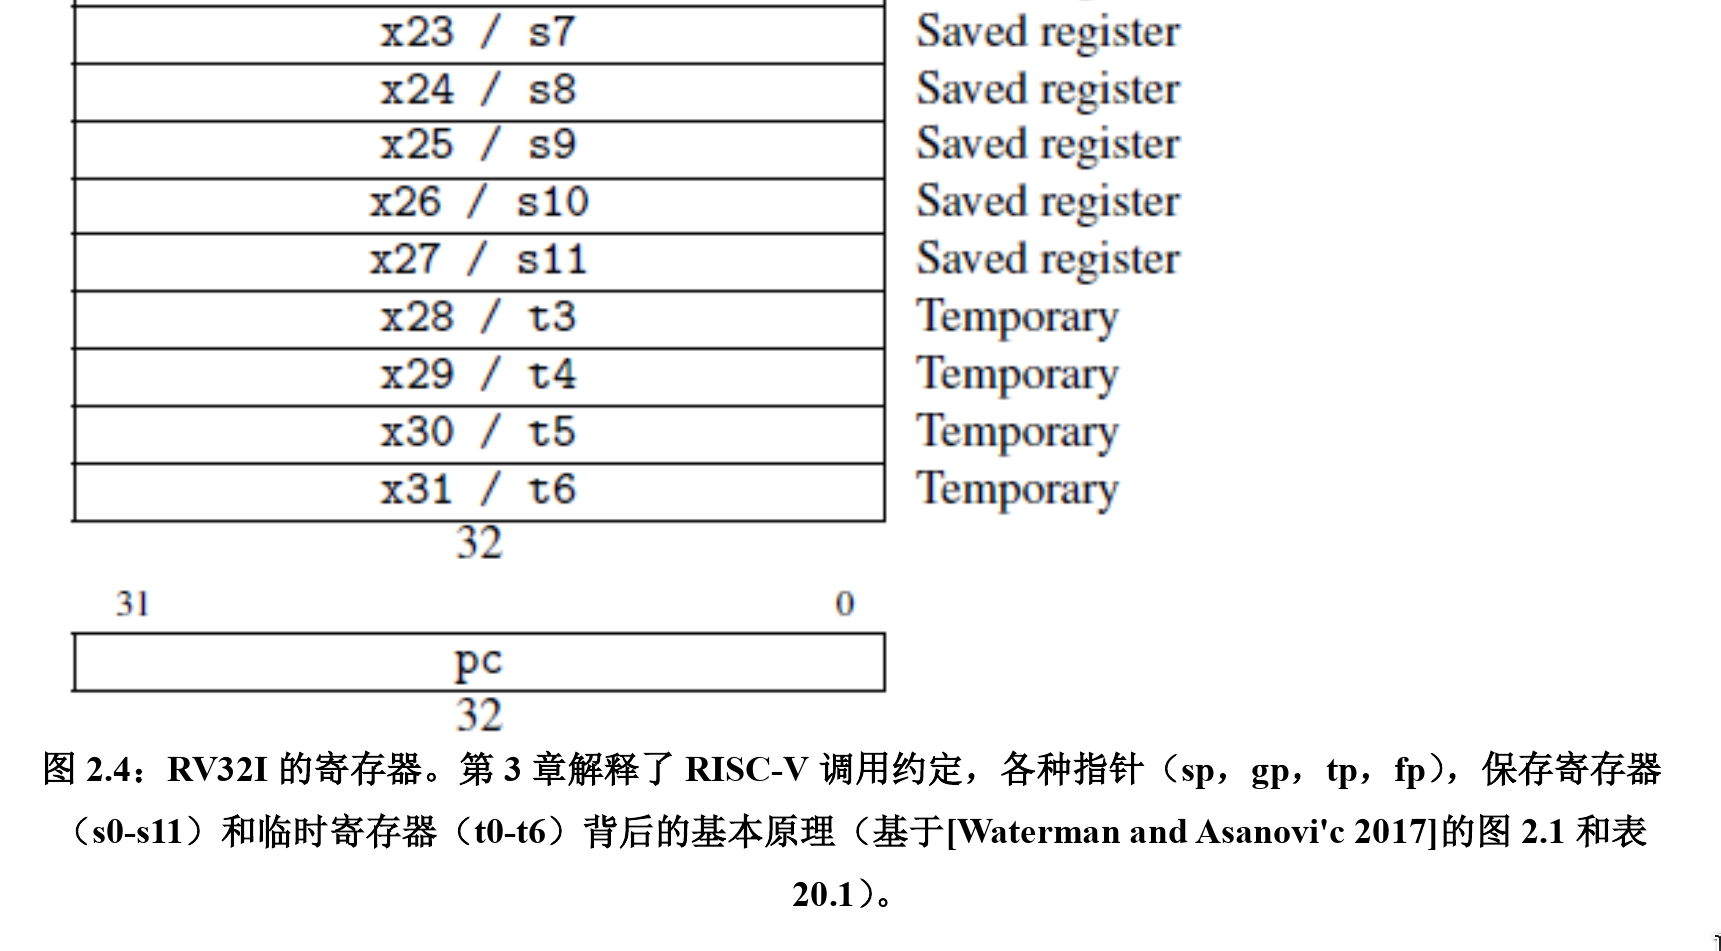 x23 / s7 Saved register
x24 / s8 Saved register
x25 / s9 Saved register
x26 / s10 Saved register
x27 / s11 Saved register
x28 / t3 Temporary
x29 / t4 Temporary
x30 / t5 Temporary
x31 / t6 Temporary
32
31 0
pc
32
图 2.4：RV32I 的寄存器。第 3 章解释了 RISC-V 调用约定，各种指针（sp，gp，tp，fp），保存寄存器
（s0-s11）和临时寄存器（t0-t6）背后的基本原理（基于[Waterman and Asanovi'c 2017]的图 2.1 和表
20.1）。